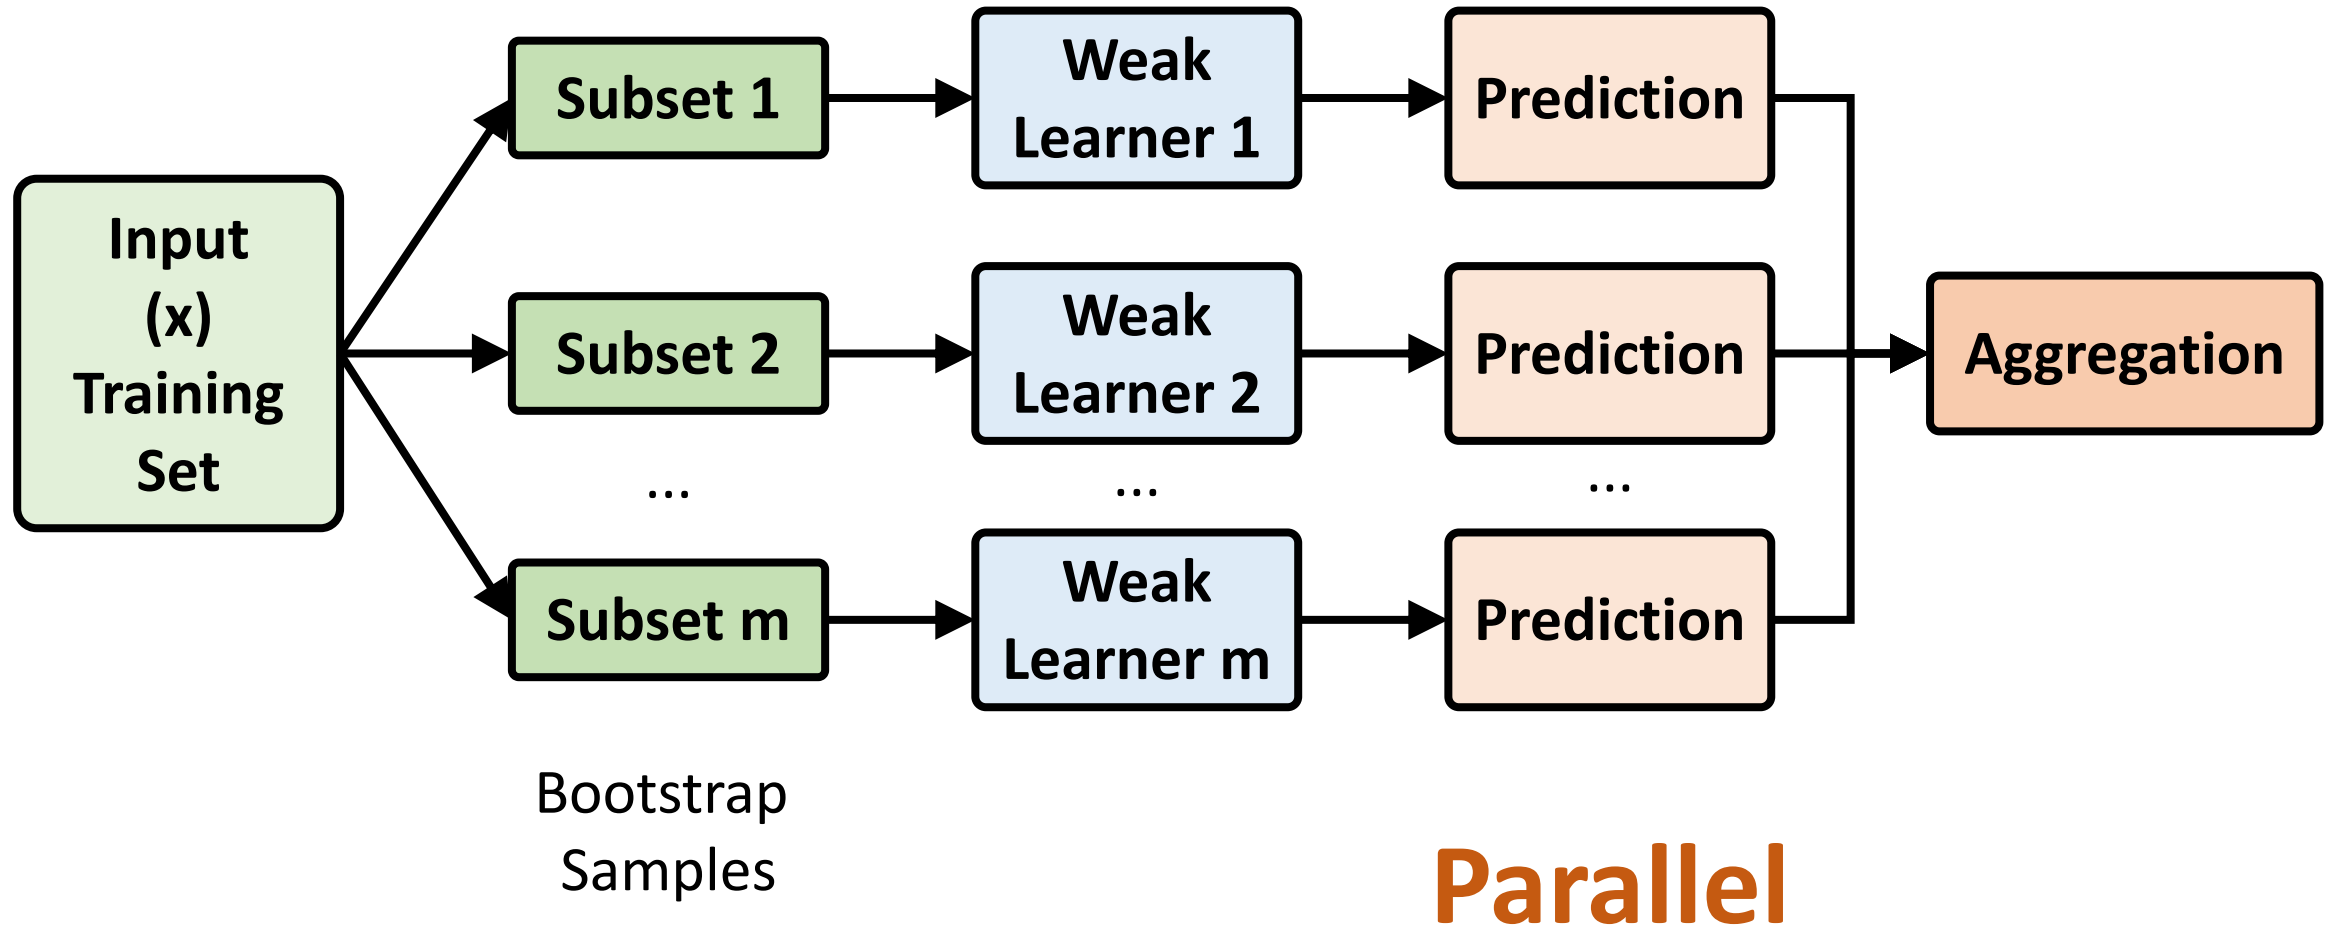 Input
(x)
Training
Set
Subset 1
Weak
Learner 1
Prediction
Subset 2
Weak
Learner 2
Prediction
Aggregation
...
...
...
Subset m
Weak
Learner m
Prediction
Bootstrap
Samples
Parallel